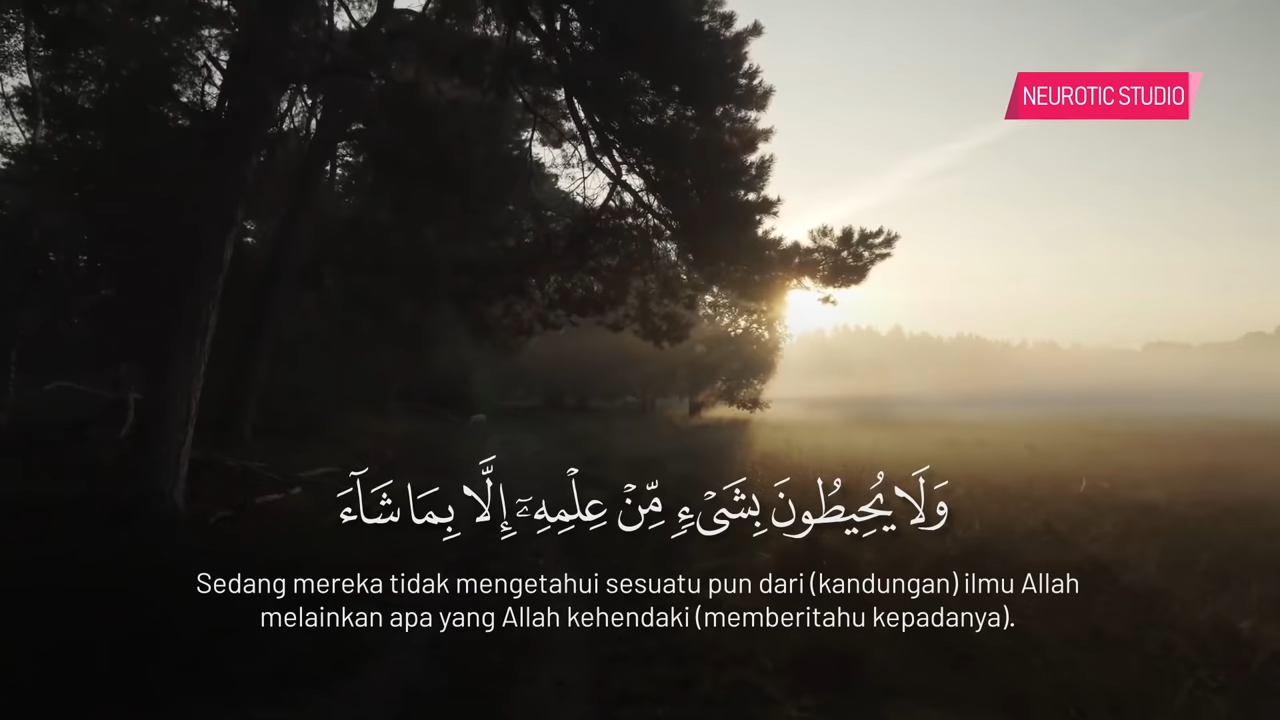 NEUROTIC STUDIO
وَلَا يُحِيطُونَ بِشَىْءٍ مِّنْ عِلْمِهِۦٓ إِلَّا بِمَا شَآءَ
Sedang mereka tidak mengetahui sesuatu pun dari (kandungan) ilmu Allah
melainkan apa yang Allah kehendaki (memberitahu kepadanya).